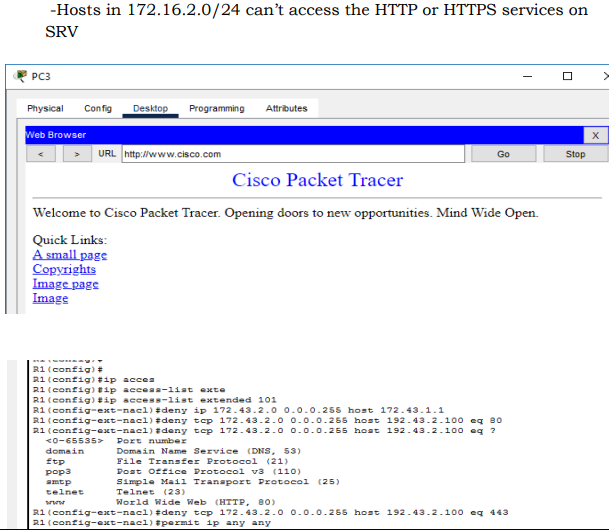 -Hosts in 172.16.2.0/24 can't access the HTTP or HTTPS services on
SRV
PC3
Physical Config Desktop Programming Attributes
Web Browser X
< > URL http://www.cisco.com Go Stop
Cisco Packet Tracer
Welcome to Cisco Packet Tracer. Opening doors to new opportunities. Mind Wide Open.
Quick Links:
A small page
Copyrights
Image page
Image
R1(config)#
R1(config)#ip acces
R1(config)#ip access-list exte
R1(config)#ip access-list extended 101
R1(config-ext-nacl)#deny ip 172.43.2.0 0.0.0.255 host 172.43.1.1
R1(config-ext-nacl)#deny tcp 172.43.2.0 0.0.0.255 host 192.43.2.100 eq 80
R1(config-ext-nacl)#deny tcp 172.43.2.0 0.0.0.255 host 192.43.2.100 eq ?
<0-65535> Port number
domain Domain Name Service (DNS, 53)
ftp File Transfer Protocol (21)
pop3 Post Office Protocol v3 (110)
smtp Simple Mail Transport Protocol (25)
telnet Telnet (23)
www World Wide Web (HTTP, 80)
R1(config-ext-nacl)#deny tcp 172.43.2.0 0.0.0.255 host 192.43.2.100 eq 443
R1(config-ext-nacl)#permit ip any any